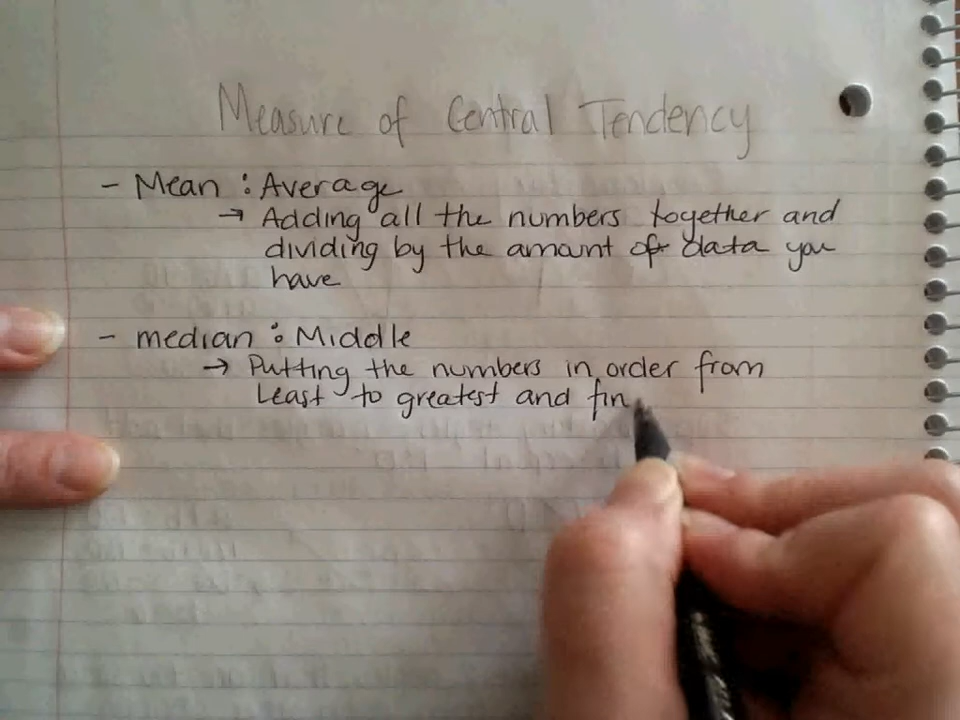 Measure of Central Tendency
- Mean : Average
→ Adding all the numbers together and
dividing by the amount of data you
have
- median : Middle
→ Putting the numbers in order from
Least to greatest and fin